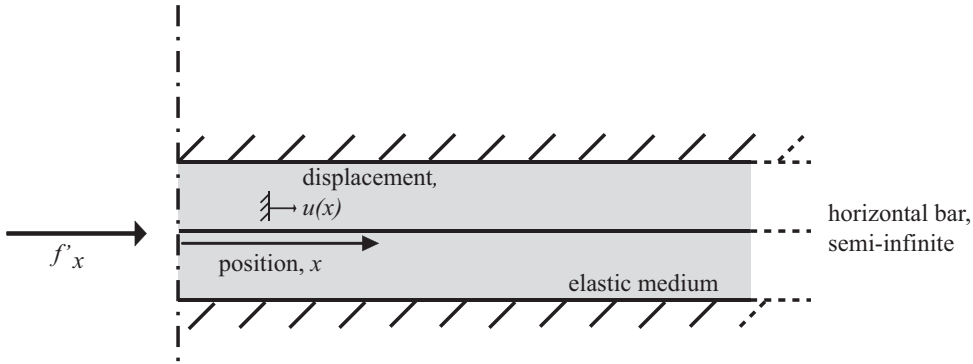 displacement,
u(x)
f'x
position, x
elastic medium
horizontal bar,
semi-infinite